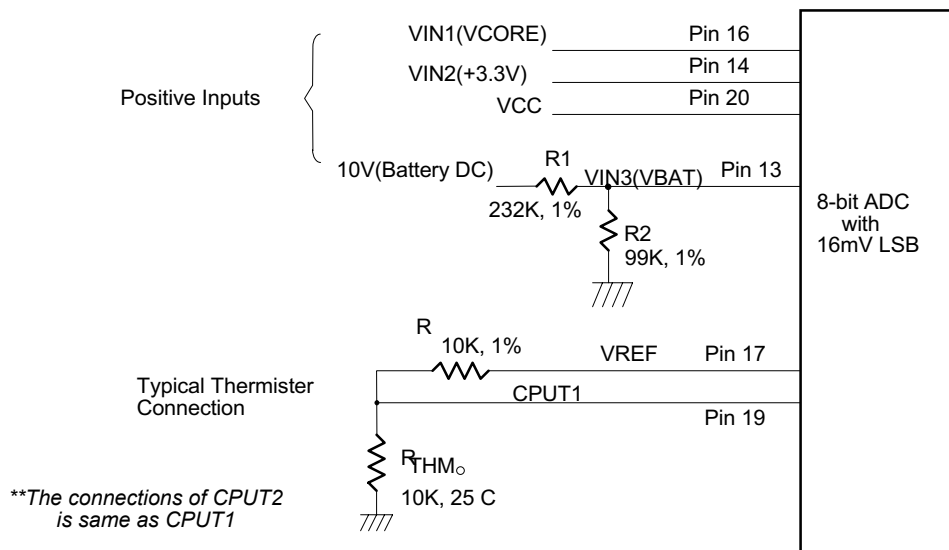 VIN1(VCORE)
Pin 16
VIN2(+3.3V)
Pin 14
Positive Inputs
VCC
Pin 20
10V(Battery DC)
R1
VIN3(VBAT)
Pin 13
232K, 1%
R2
99K, 1%
8-bit ADC
with
16mV LSB
R
10K, 1%
VREF
Pin 17
Typical Thermister
Connection
CPUT1
Pin 19
RTHM
10K, 25°C
**The connections of CPUT2
is same as CPUT1